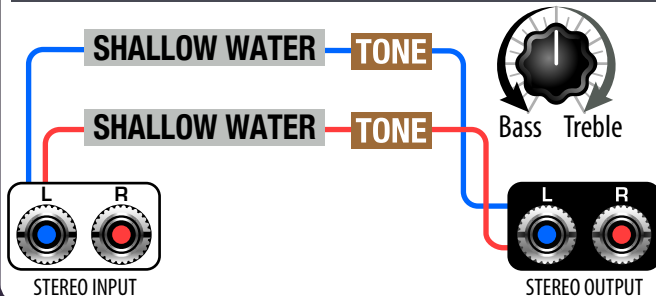 SHALLOW WATER TONE
SHALLOW WATER TONE
Bass Treble
L R
L R
STEREO INPUT
STEREO OUTPUT